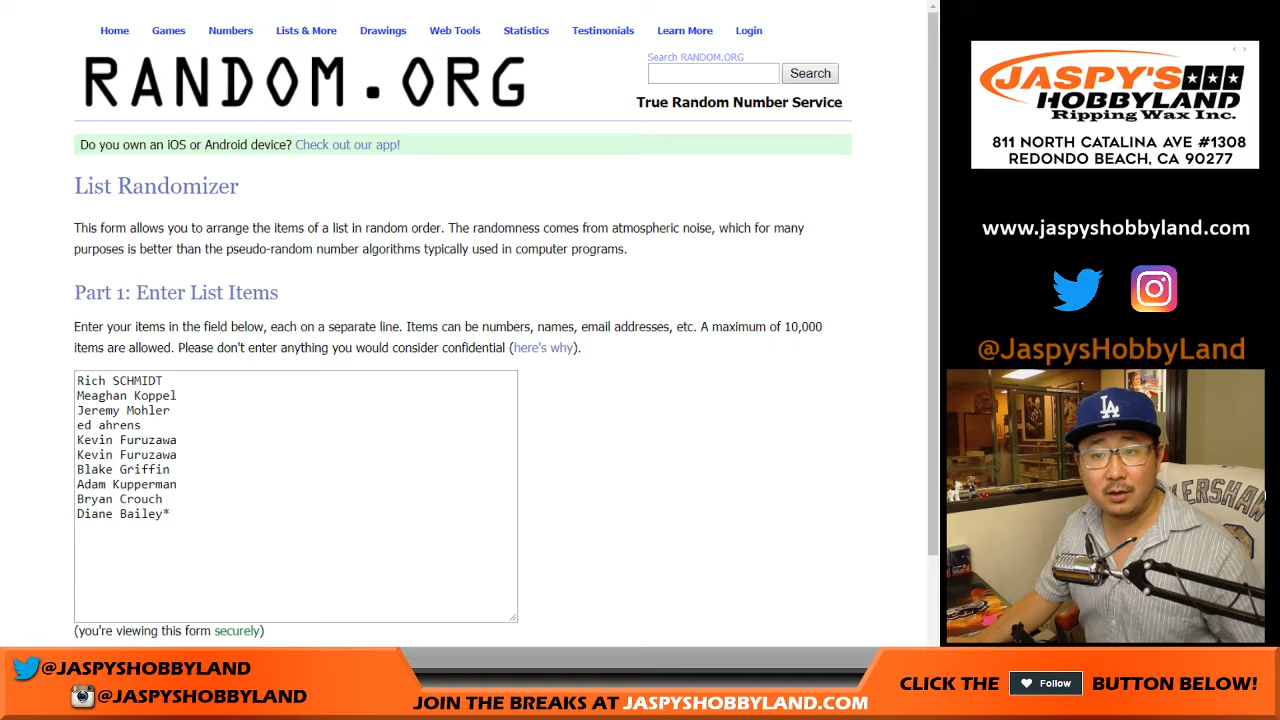 Home Games Numbers Lists & More Drawings Web Tools Statistics Testimonials Learn More Login
RANDOM.ORG
Search RANDOM.ORG
Search
True Random Number Service
Do you own an iOS or Android device? Check out our app!
List Randomizer
This form allows you to arrange the items of a list in random order. The randomness comes from atmospheric noise, which for many
purposes is better than the pseudo-random number algorithms typically used in computer programs.
Part 1: Enter List Items
Enter your items in the field below, each on a separate line. Items can be numbers, names, email addresses, etc. A maximum of 10,000
items are allowed. Please don't enter anything you would consider confidential (here's why).
Rich SCHMIDT
Meaghan Koppel
Jeremy Mohler
ed ahrens
Kevin Furuzawa
Kevin Furuzawa
Blake Griffin
Adam Kupperman
Bryan Crouch
Diane Bailey*
(you're viewing this form securely)
JASPY'S
HOBBYLAND
Ripping Wax Inc.
811 NORTH CATALINA AVE #1308
REDONDO BEACH, CA 90277
www.jaspyshobbyland.com
@JaspysHobbyLand
LA
KERSHAW
@JASPYSHOBBYLAND
@JASPYSHOBBYLAND
JOIN THE BREAKS AT JASPYSHOBBYLAND.COM
CLICK THE Follow BUTTON BELOW!